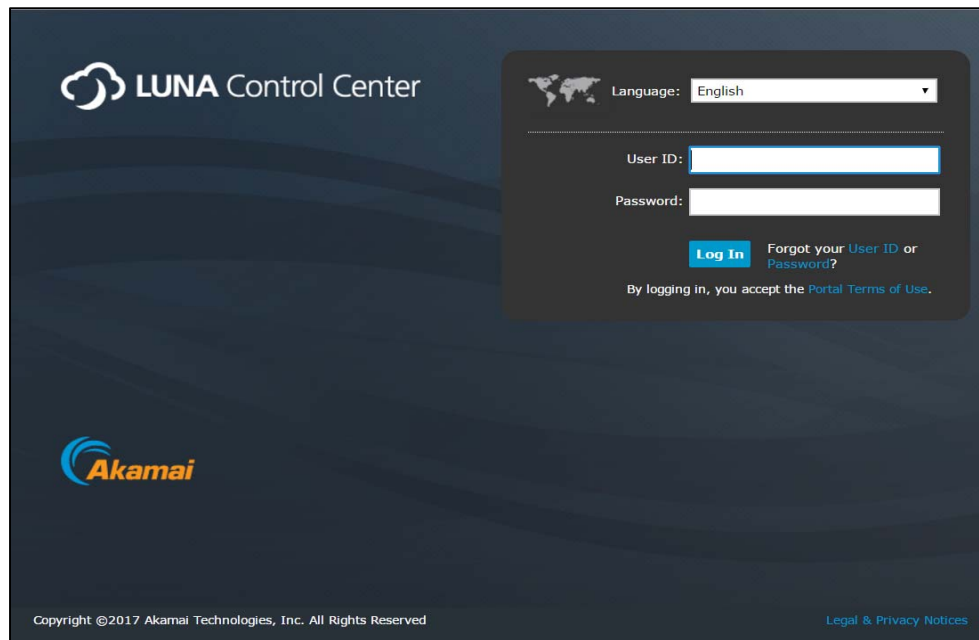 LUNA Control Center
Language: English
User ID:
Password:
Log In
Forgot your User ID or
Password?
By logging in, you accept the Portal Terms of Use.
Akamai
Copyright ©2017 Akamai Technologies, Inc. All Rights Reserved
Legal & Privacy Notices